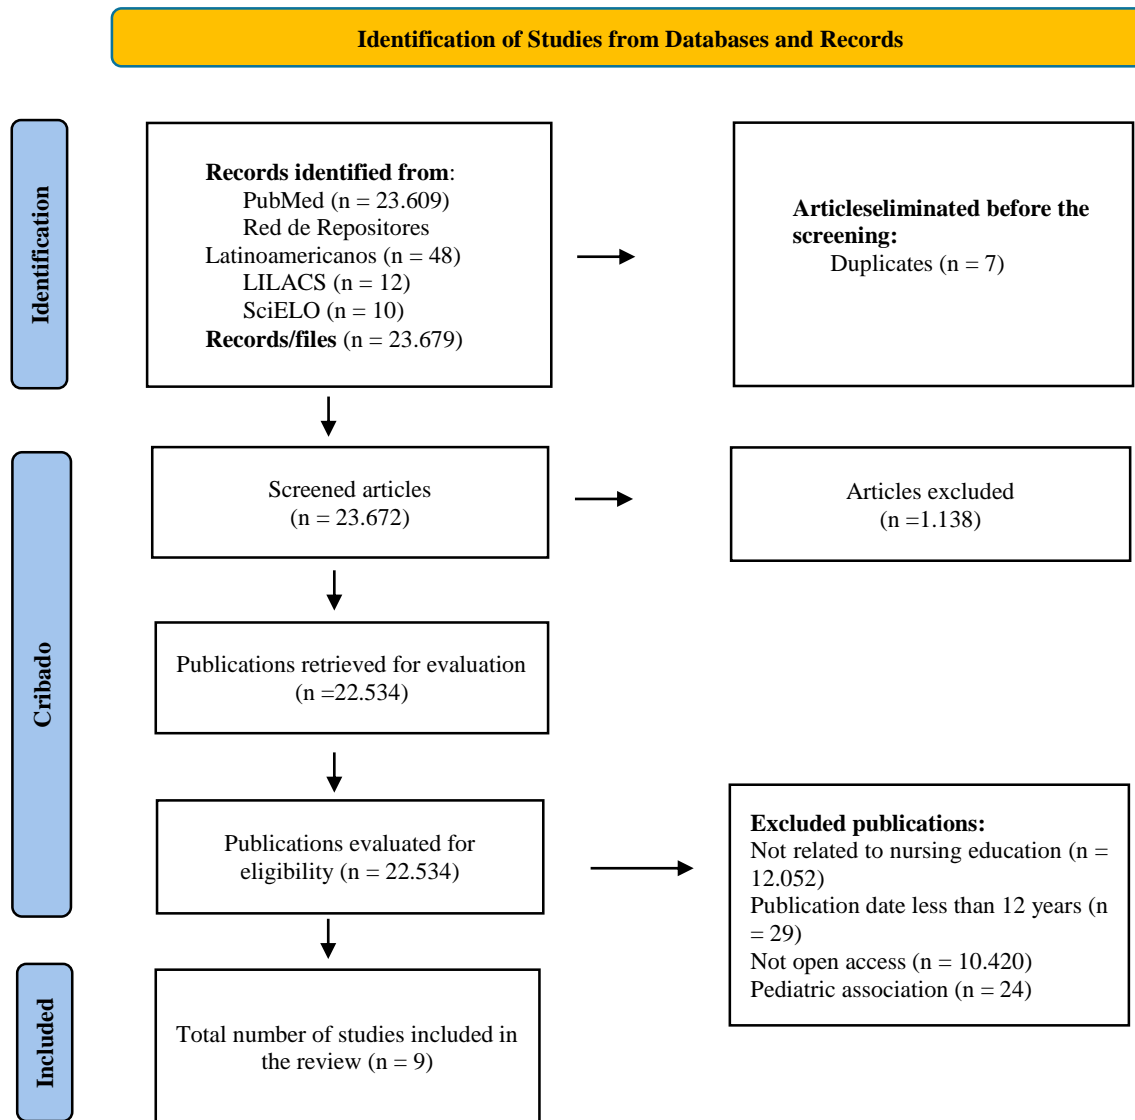 Identification of Studies from Databases and Records
Identification
Records identified from:
PubMed (n = 23.609)
Red de Repositores
Latinoamericanos (n = 48)
LILACS (n = 12)
SciELO (n = 10)
Records/files (n = 23.679)
Articleseliminated before the
screening:
Duplicates (n = 7)
Cribado
Screened articles
(n = 23.672)
Articles excluded
(n =1.138)
Publications retrieved for evaluation
(n =22.534)
Publications evaluated for
eligibility (n = 22.534)
Excluded publications:
Not related to nursing education (n =
12.052)
Publication date less than 12 years (n
= 29)
Not open access (n = 10.420)
Pediatric association (n = 24)
Included
Total number of studies included in
the review (n = 9)